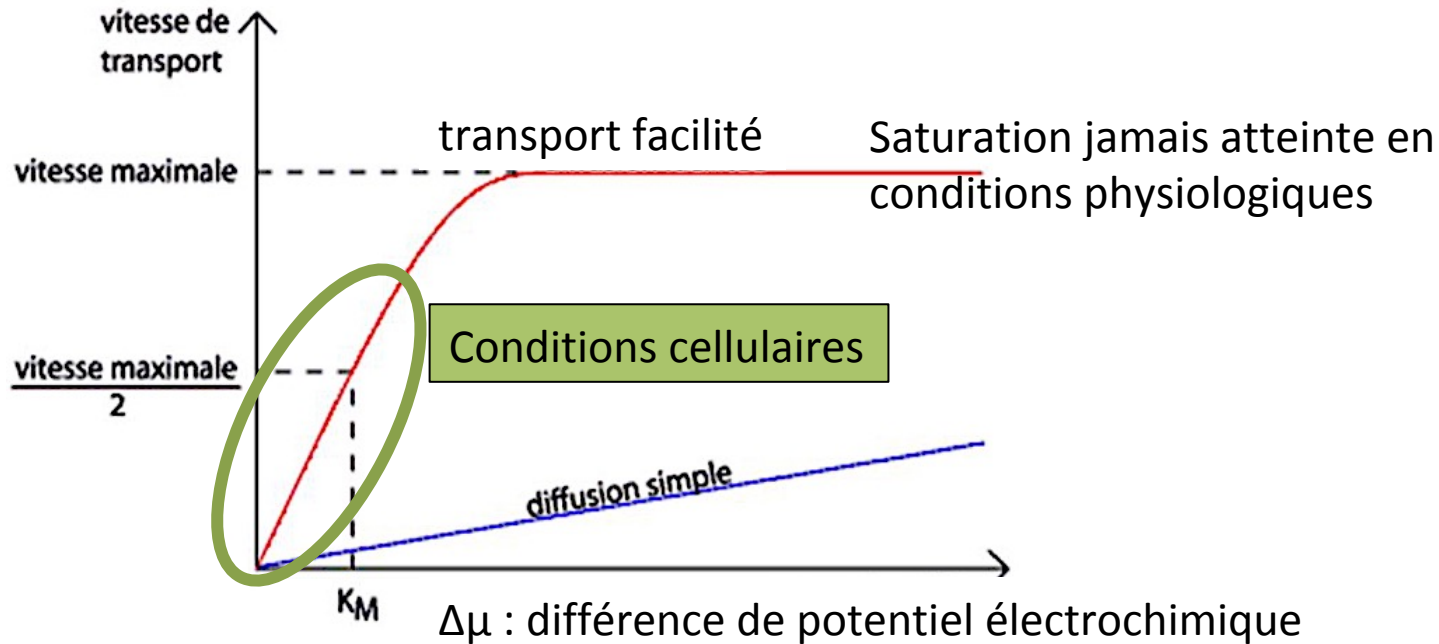 vitesse de
transport
transport facilité
Saturation jamais atteinte en
conditions physiologiques
vitesse maximale
Conditions cellulaires
vitesse maximale
2
diffusion simple
KM
Δμ : différence de potentiel électrochimique